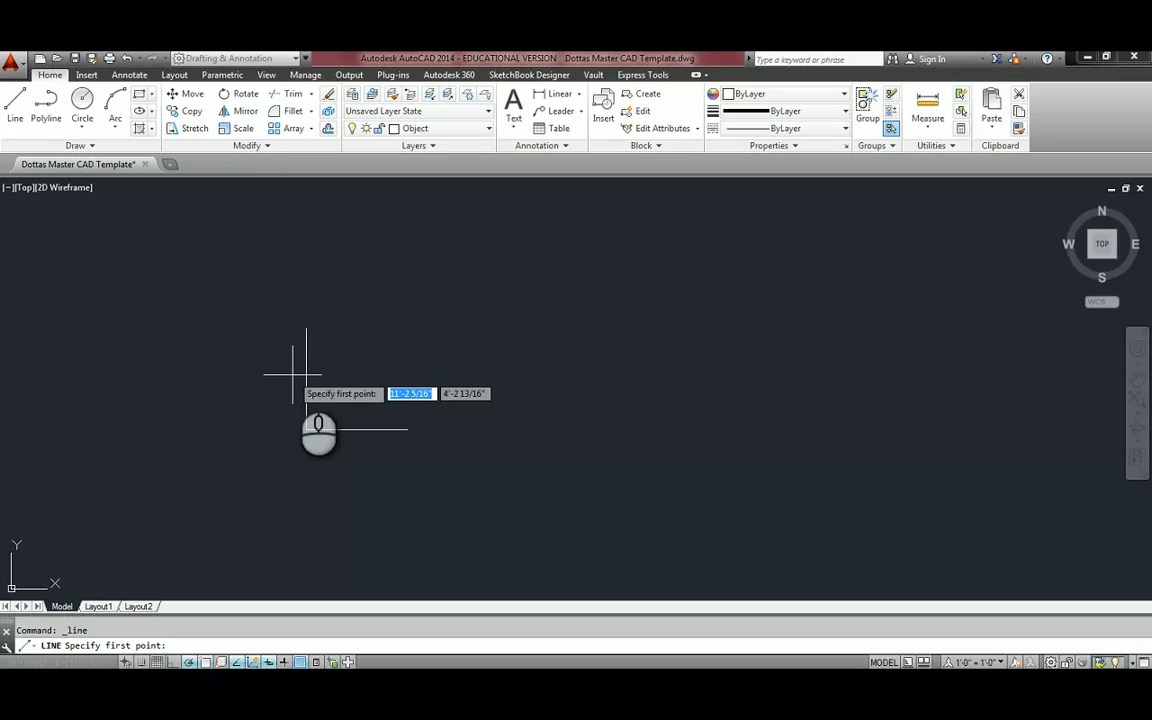 Drafting & Annotation
Autodesk AutoCAD 2014 - EDUCATIONAL VERSION Dottas Master CAD Template.dwg
Type a keyword or phrase
Sign In
Home Insert Annotate Layout Parametric View Manage Output Plug-ins Autodesk 360 SketchBook Designer Vault Express Tools
Line
Polyline
Circle
Arc
Move
Copy
Stretch
Rotate
Mirror
Scale
Trim
Fillet
Array
Unsaved Layer State
Object
Text
Linear
Leader
Table
Insert
Create
Edit
Edit Attributes
ByLayer
ByLayer
ByLayer
Group
Measure
Paste
Draw
Modify
Layers
Annotation
Block
Properties
Groups
Utilities
Clipboard
Dottas Master CAD Template*
[−][Top][2D Wireframe]
N
W
TOP
E
S
WCS
Specify first point: 11'-2 5/16" 4'-2 13/16"
Y
X
Model Layout1 Layout2
Command: _line
LINE Specify first point:
MODEL
1'-0" = 1'-0"